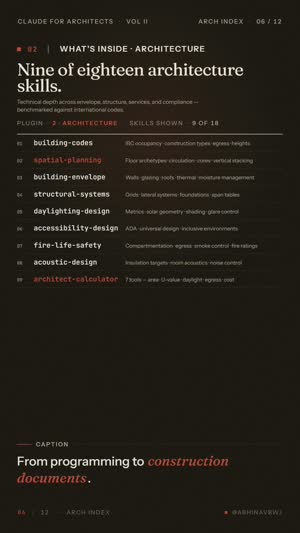 CLAUDE FOR ARCHITECTS · VOL II
ARCH INDEX · 06 / 12
02 | WHAT'S INSIDE · ARCHITECTURE
Nine of eighteen architecture
skills.
Technical depth across envelope, structure, services, and compliance —
benchmarked against international codes.
PLUGIN · 2 · ARCHITECTURE SKILLS SHOWN · 9 OF 18
01 building-codes IBC occupancy · construction types · egress · heights
02 spatial-planning Floor archetypes · circulation · cores · vertical stacking
03 building-envelope Walls · glazing · roofs · thermal · moisture management
04 structural-systems Grids · lateral systems · foundations · span tables
05 daylighting-design Metrics · solar geometry · shading · glare control
06 accessibility-design ADA · universal design · inclusive environments
07 fire-life-safety Compartmentation · egress · smoke control · fire ratings
08 acoustic-design Insulation targets · room acoustics · noise control
09 architect-calculator 7 tools — area · U-value · daylight · egress · cost
CAPTION
From programming to construction
documents.
06 | 12 — ARCH INDEX
@ABHINAVBWJ